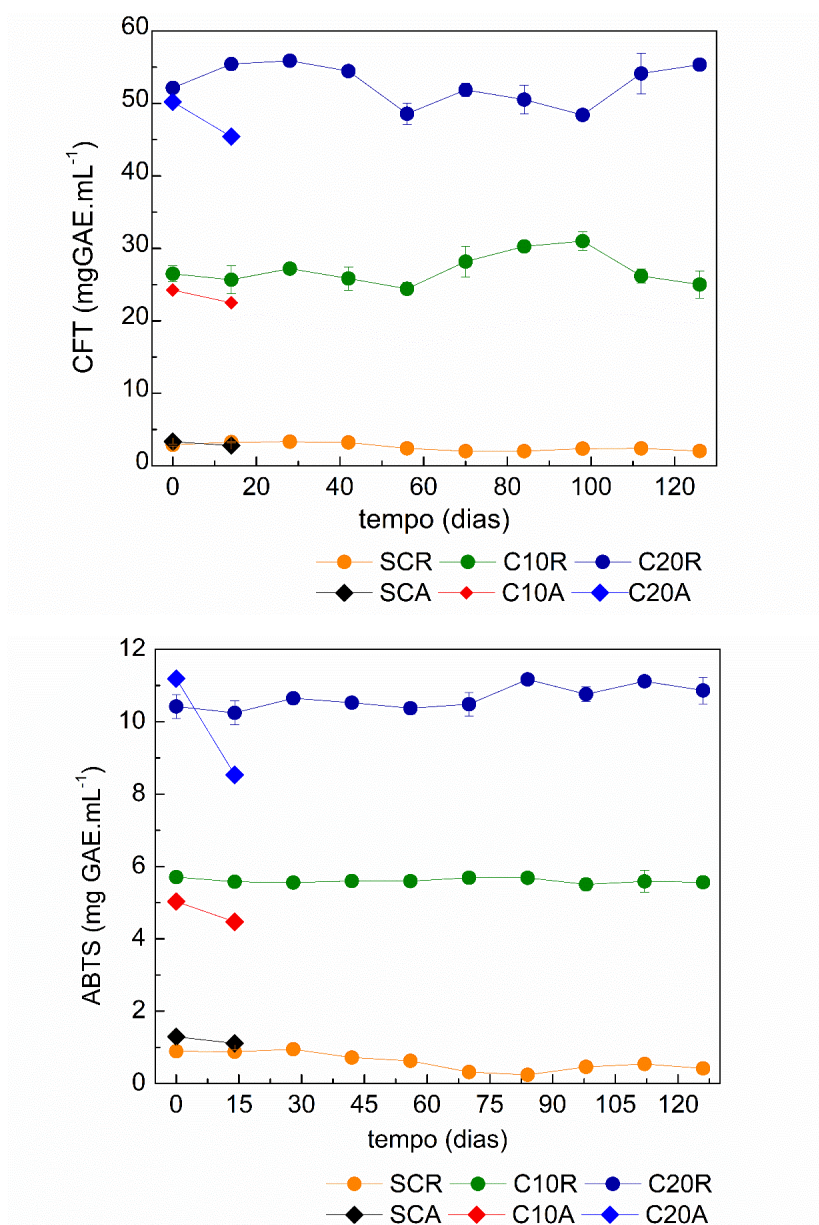 60
50
40
30
20
10
0
CFT (mgGAE.mL⁻¹)
0 20 40 60 80 100 120
tempo (dias)
SCR C10R C20R
SCA C10A C20A
12
10
8
6
4
2
0
ABTS (mg GAE.mL⁻¹)
0 15 30 45 60 75 90 105 120
tempo (dias)
SCR C10R C20R
SCA C10A C20A